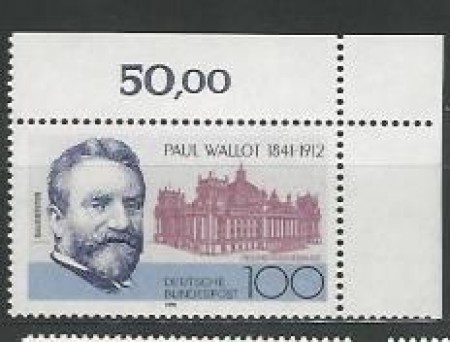 50,00
PAUL WALLOT 1841-1912
DEUTSCHE
BUNDESPOST
100